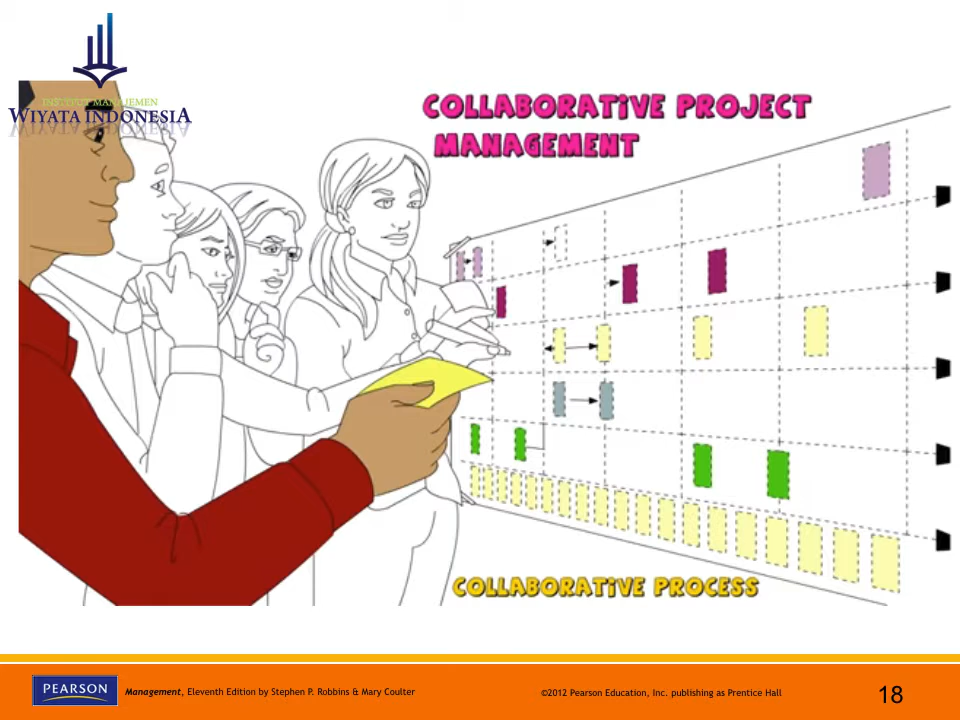 INSTITUT MANAJEMEN
WIYATA INDONESIA
COLLABORATIVE PROJECT
MANAGEMENT
COLLABORATIVE PROCESS
PEARSON
Management, Eleventh Edition by Stephen P. Robbins & Mary Coulter
©2012 Pearson Education, Inc. publishing as Prentice Hall
18